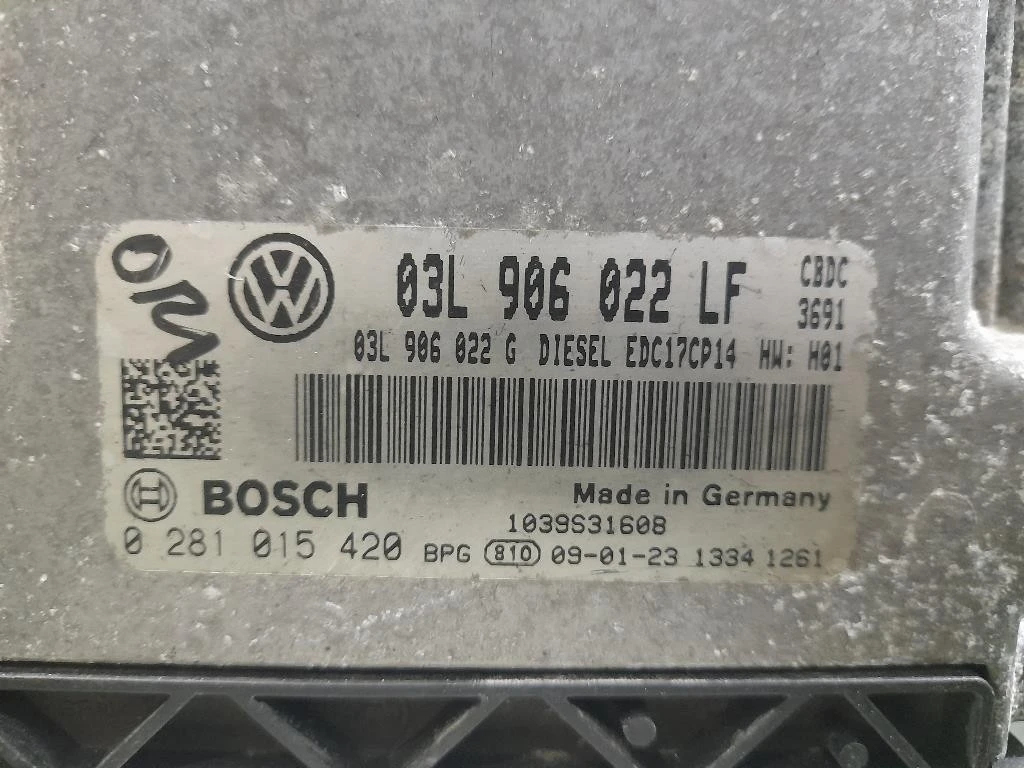 03L 906 022 LF CBDC
3691
03L 906 022 G DIESEL EDC17CP14 HW: H01
BOSCH Made in Germany
1039S31608
0 281 015 420 BPG 810 09-01-23 1334 1261